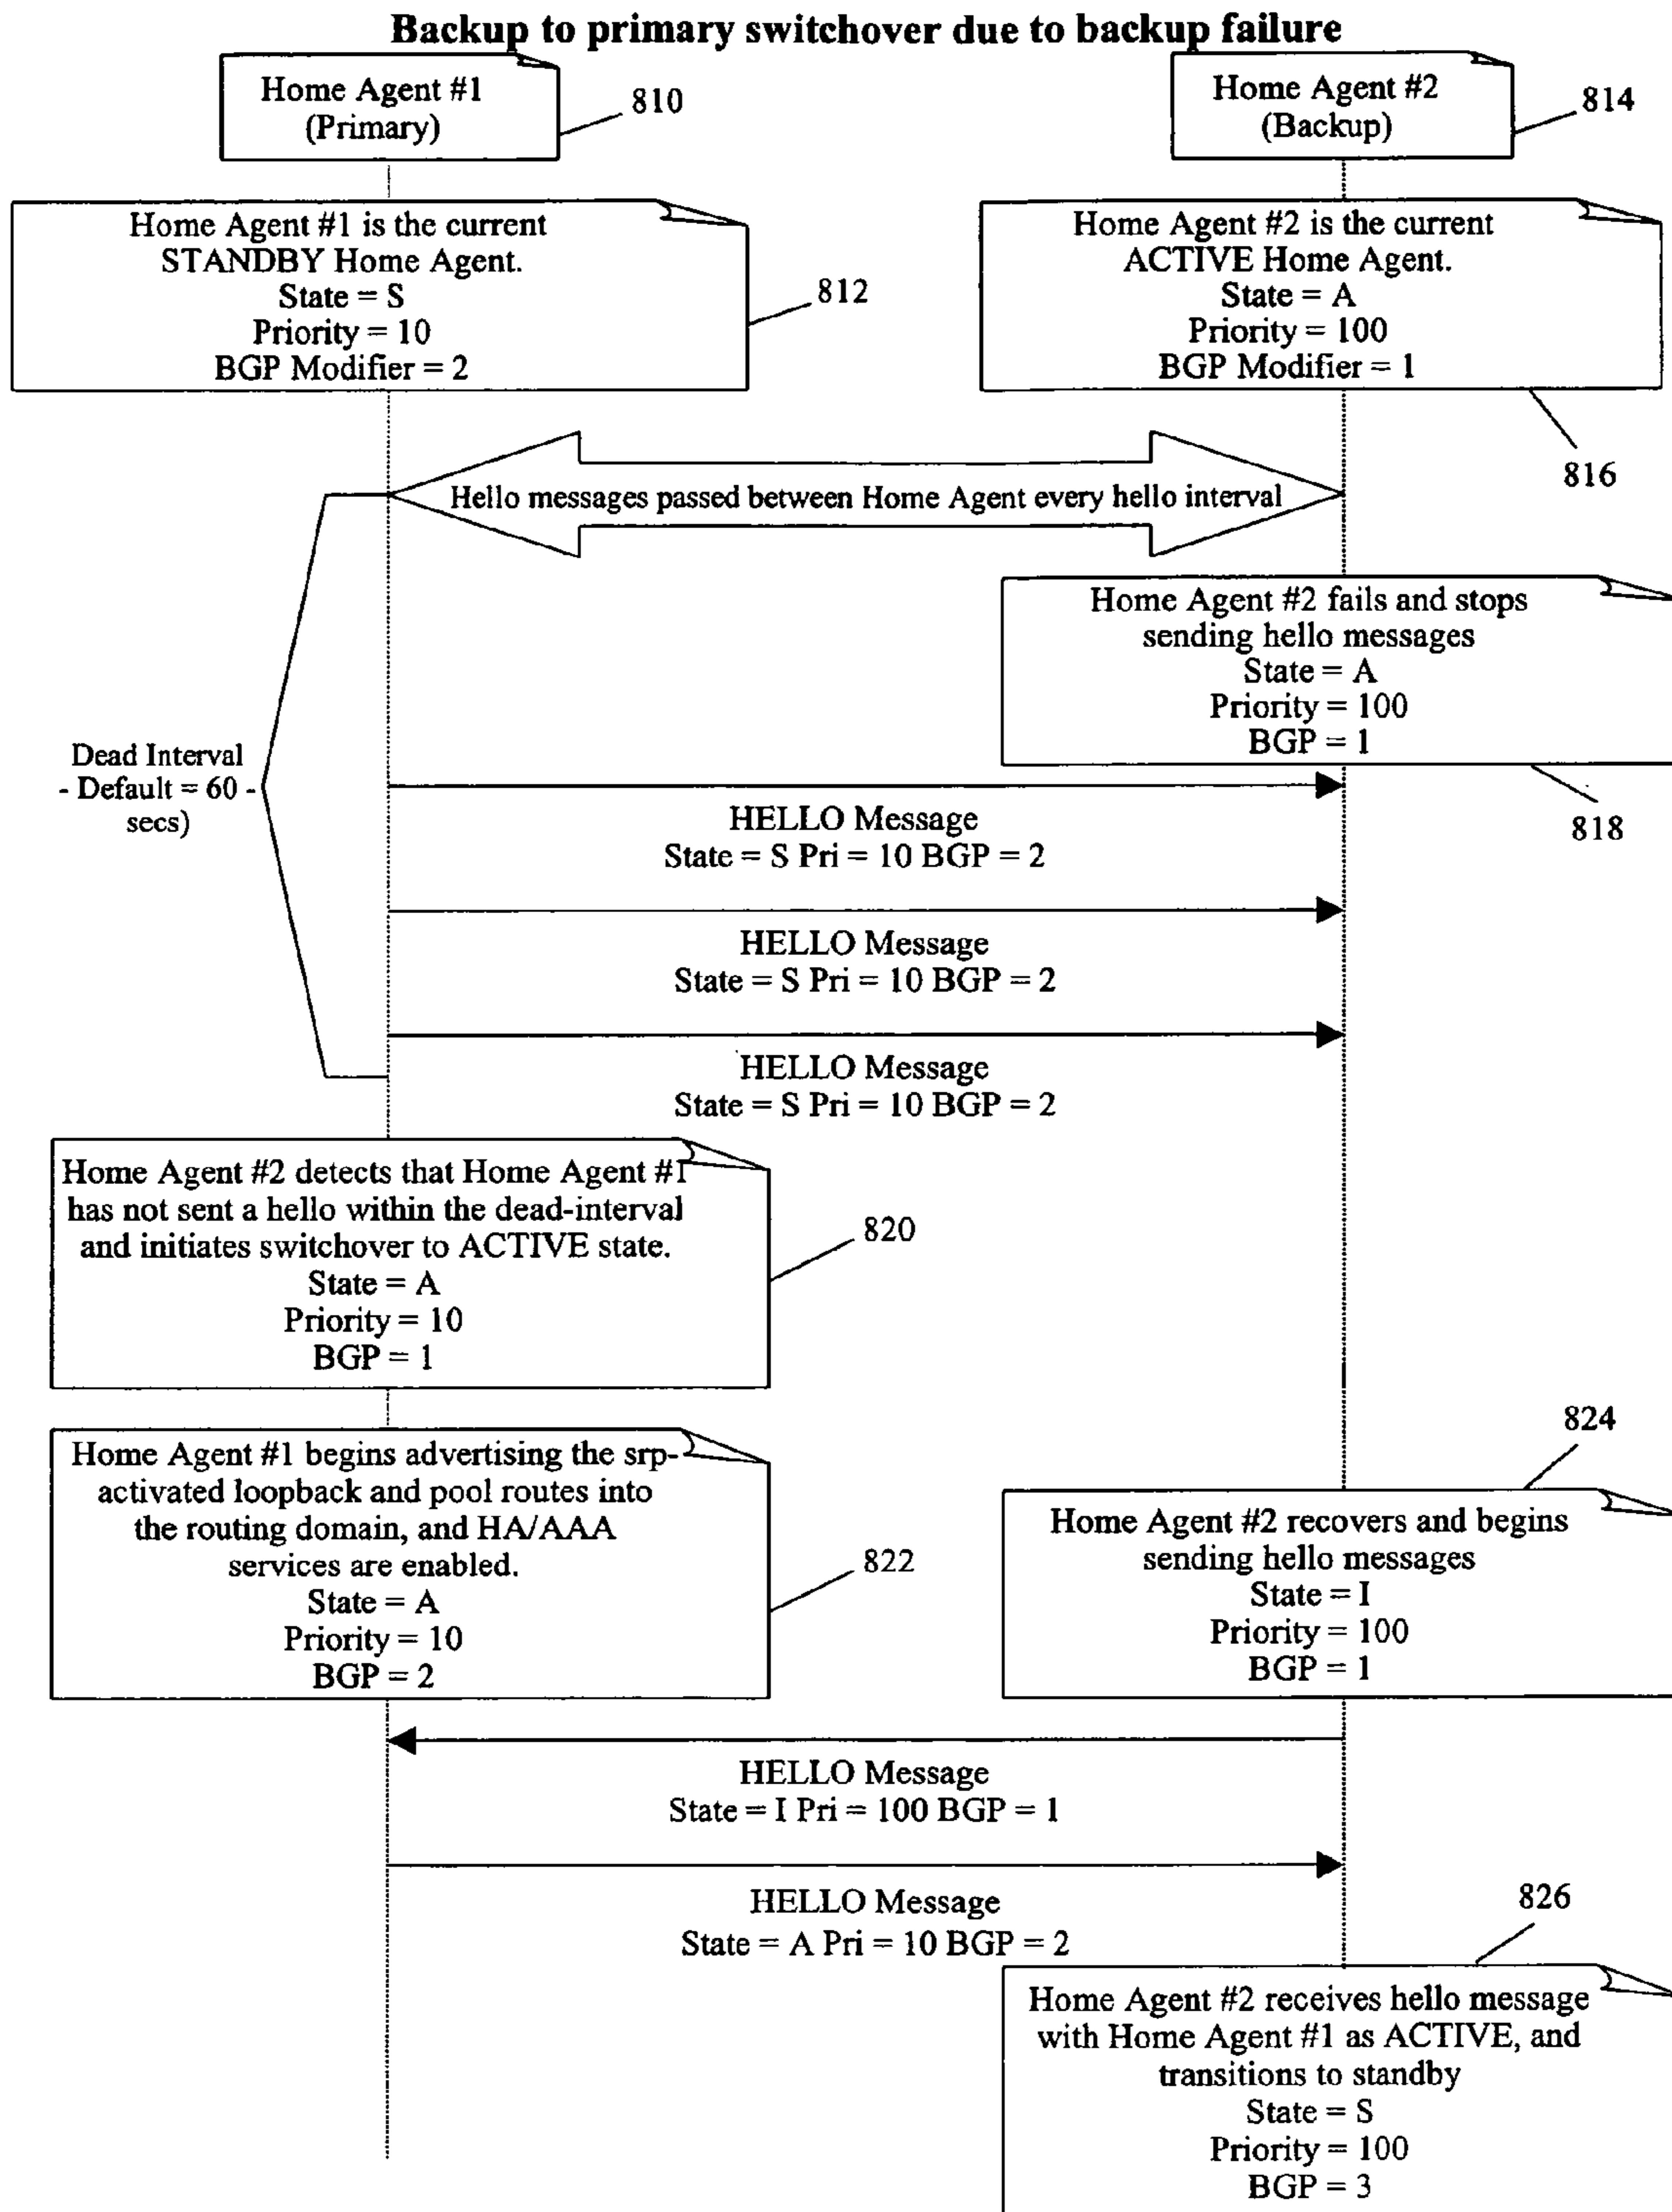 Backup to primary switchover due to backup failure
Home Agent #1
(Primary)
810
Home Agent #2
(Backup)
814
Home Agent #1 is the current
STANDBY Home Agent.
State = S
Priority = 10
BGP Modifier = 2
812
Home Agent #2 is the current
ACTIVE Home Agent.
State = A
Priority = 100
BGP Modifier = 1
816
Hello messages passed between Home Agent every hello interval
Home Agent #2 fails and stops
sending hello messages
State = A
Priority = 100
BGP = 1
818
Dead Interval
- Default = 60 -
secs)
HELLO Message
State = S Pri = 10 BGP = 2
HELLO Message
State = S Pri = 10 BGP = 2
HELLO Message
State = S Pri = 10 BGP = 2
Home Agent #2 detects that Home Agent #1
has not sent a hello within the dead-interval
and initiates switchover to ACTIVE state.
State = A
Priority = 10
BGP = 1
820
Home Agent #1 begins advertising the srp-
activated loopback and pool routes into
the routing domain, and HA/AAA
services are enabled.
State = A
Priority = 10
BGP = 2
822
824
Home Agent #2 recovers and begins
sending hello messages
State = I
Priority = 100
BGP = 1
HELLO Message
State = I Pri = 100 BGP = 1
HELLO Message
State = A Pri = 10 BGP = 2
826
Home Agent #2 receives hello message
with Home Agent #1 as ACTIVE, and
transitions to standby
State = S
Priority = 100
BGP = 3